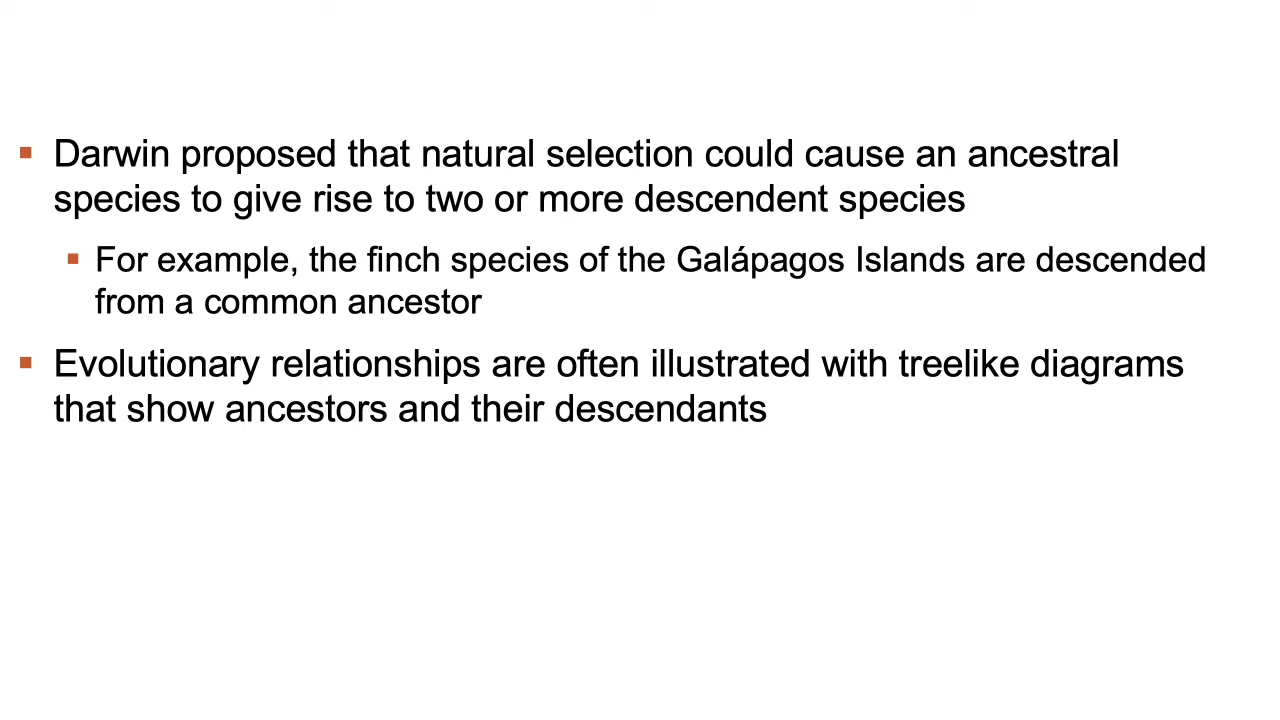 ▪ Darwin proposed that natural selection could cause an ancestral
species to give rise to two or more descendent species
▪ For example, the finch species of the Galápagos Islands are descended
from a common ancestor
▪ Evolutionary relationships are often illustrated with treelike diagrams
that show ancestors and their descendants